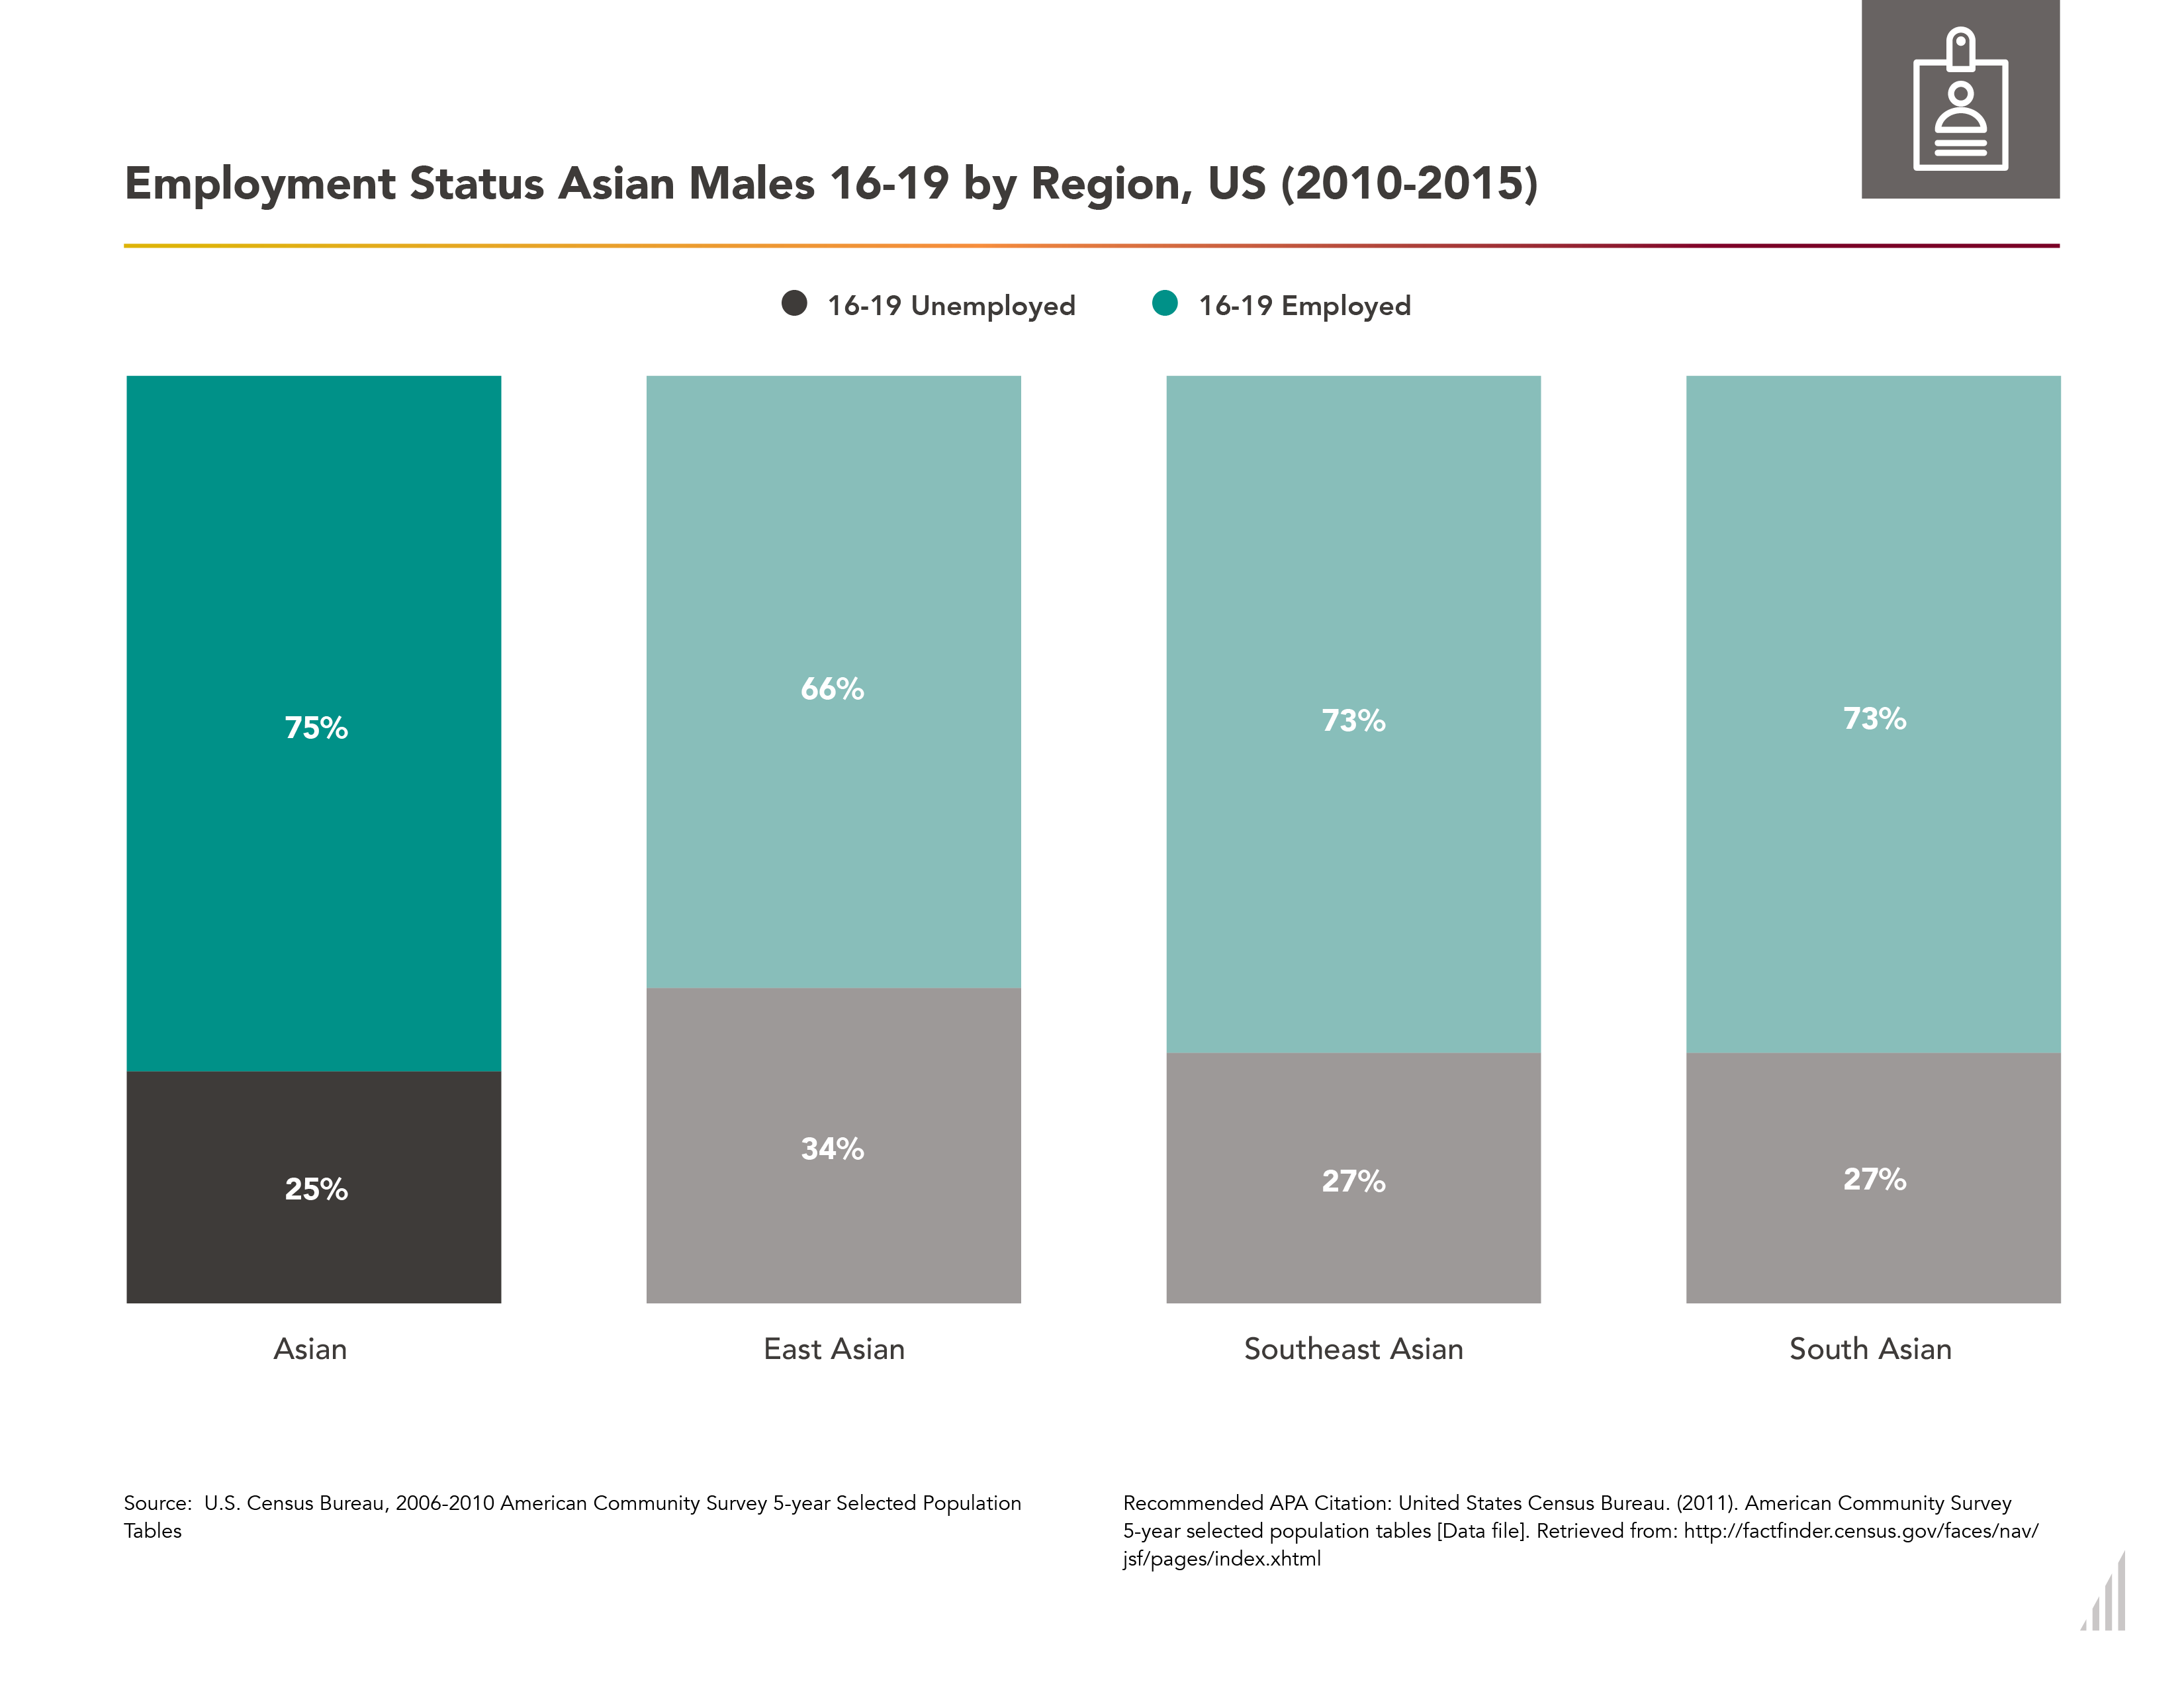 Employment Status Asian Males 16-19 by Region, US (2010-2015)
16-19 Unemployed
16-19 Employed
75%
66%
73%
73%
25%
34%
27%
27%
Asian
East Asian
Southeast Asian
South Asian
Source:  U.S. Census Bureau, 2006-2010 American Community Survey 5-year Selected Population
Tables
Recommended APA Citation: United States Census Bureau. (2011). American Community Survey
5-year selected population tables [Data file]. Retrieved from: http://factfinder.census.gov/faces/nav/
jsf/pages/index.xhtml